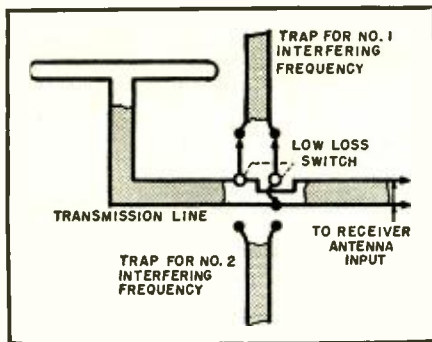 TRAP FOR NO. 1
INTERFERING
FREQUENCY
LOW LOSS
SWITCH
TRANSMISSION LINE
TO RECEIVER
ANTENNA
INPUT
TRAP FOR NO. 2
INTERFERING
FREQUENCY